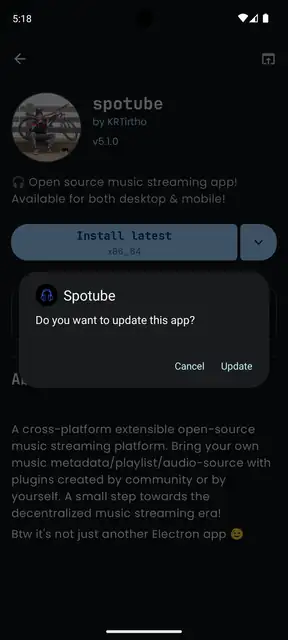 5:18
spotube
by KRTirtho
v5.1.0
🎧 Open source music streaming app!
Available for both desktop & mobile!
Install latest
x86_64
Spotube
Do you want to update this app?
Cancel
Update
A cross-platform extensible open-source
music streaming platform. Bring your own
music metadata/playlist/audio-source with
plugins created by community or by
yourself. A small step towards the
decentralized music streaming era!
Btw it's not just another Electron app 😉